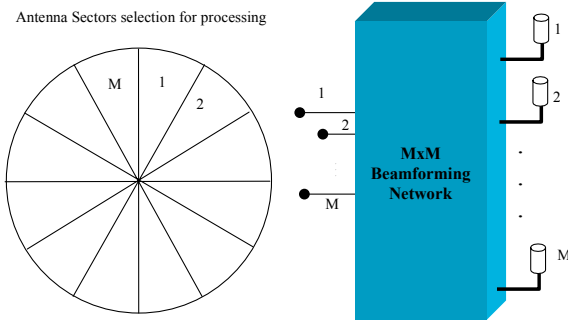 Antenna Sectors selection for processing
M
1
2
1
2
M
MxM
Beamforming
Network
1
2
M